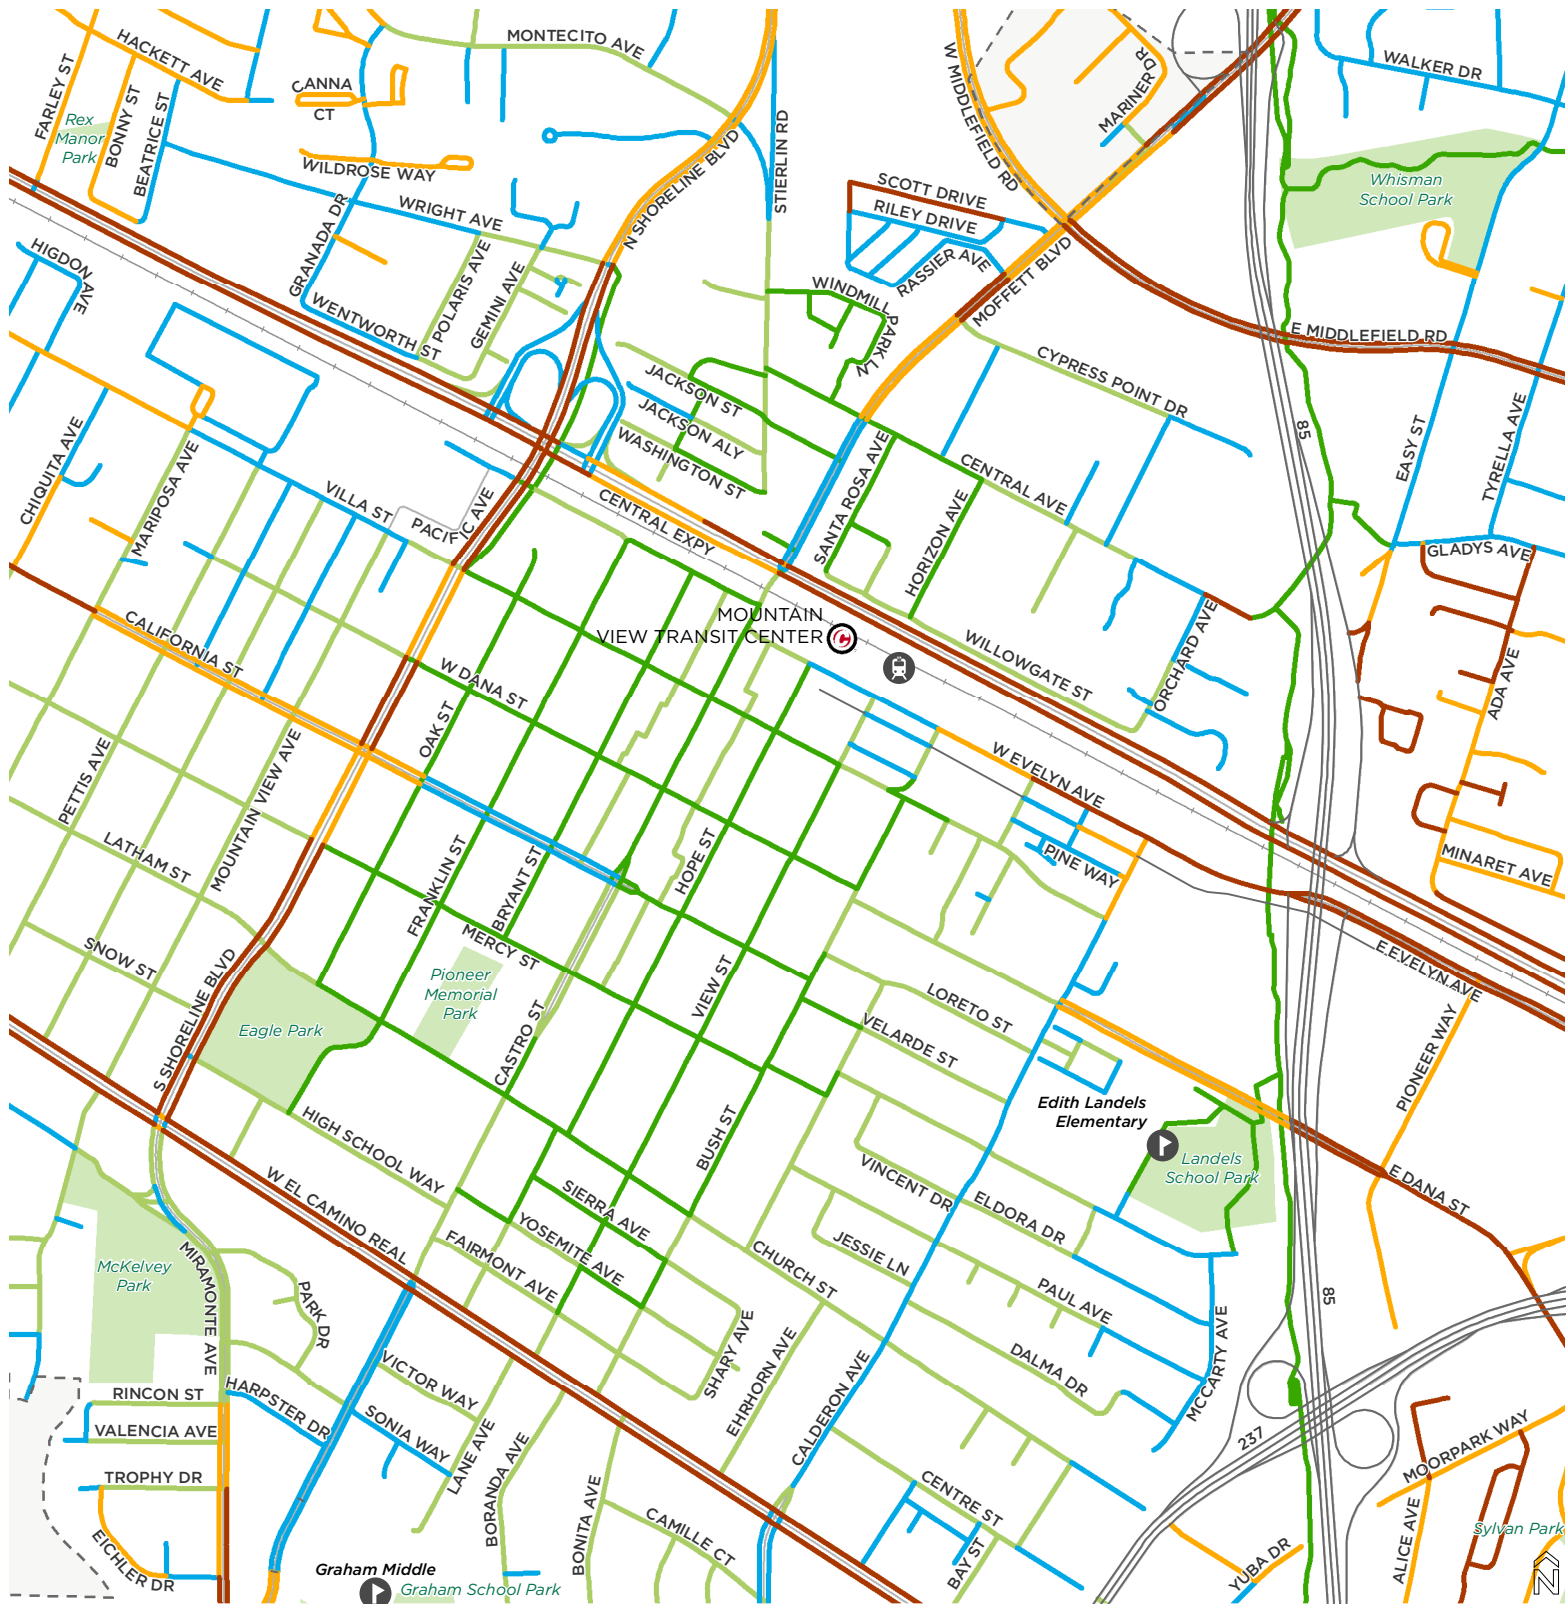 MONTECITO AVE
HACKETT AVE
FARLEY ST
BONNY ST
BEATRICE ST
CANNA
CT
Rex
Manor
Park
WILDROSE WAY
WRIGHT AVE
GRANADA DR
N SHORELINE BLVD
STIERLIN RD
W MIDDLEFIELD RD
MARINER DR
WALKER DR
Whisman
School Park
SCOTT DRIVE
RILEY DRIVE
RASSIER AVE
MOFFETT BLVD
HIGDON AVE
WENTWORTH ST
POLARIS AVE
GEMINI AVE
WINDMILL
PARK LN
E MIDDLEFIELD RD
CYPRESS POINT DR
JACKSON ST
JACKSON ALY
WASHINGTON ST
85
EASY ST
TYRELLA AVE
CHIQUITA AVE
MARIPOSA AVE
VILLA ST
PACIFIC AVE
CENTRAL EXPY
SANTA ROSA AVE
CENTRAL AVE
HORIZON AVE
GLADYS AVE
MOUNTAIN
VIEW TRANSIT CENTER
C
CALIFORNIA ST
W DANA ST
OAK ST
WILLOWGATE ST
ORCHARD AVE
ADA AVE
PETTIS AVE
MOUNTAIN VIEW AVE
W EVELYN AVE
LATHAM ST
FRANKLIN ST
BRYANT ST
HOPE ST
PINE WAY
MINARET AVE
SNOW ST
S SHORELINE BLVD
MERCY ST
Pioneer
Memorial
Park
Eagle Park
VIEW ST
CASTRO ST
LORETO ST
VELARDE ST
E EVELYN AVE
PIONEER WAY
Edith Landels
Elementary
Landels
School Park
HIGH SCHOOL WAY
BUSH ST
VINCENT DR
ELDORA DR
E DANA ST
W EL CAMINO REAL
SIERRA AVE
YOSEMITE AVE
FAIRMONT AVE
CHURCH ST
JESSIE LN
PAUL AVE
McKelvey
Park
MIRAMONTE AVE
PARK DR
85
SHARY AVE
EHRHORN AVE
CALDERON AVE
DALMA DR
MCCARTY AVE
RINCON ST
VALENCIA AVE
HARPSTER DR
VICTOR WAY
SONIA WAY
LANE AVE
BORANDA AVE
237
MOORPARK WAY
TROPHY DR
EICHLER DR
BONITA AVE
CAMILLE CT
CENTRE ST
BAY ST
YUBA DR
ALICE AVE
Sylvan Park
Graham Middle
Graham School Park
N